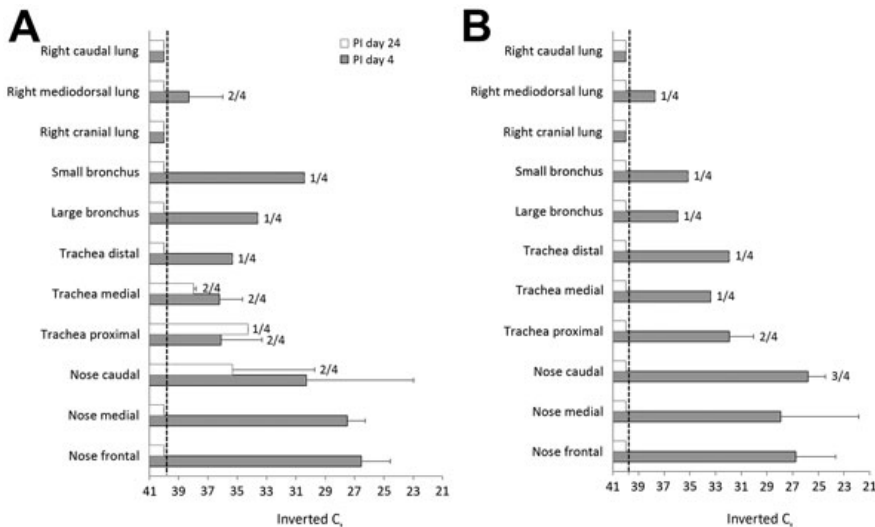 A
PI day 24
PI day 4
Right caudal lung
Right mediodorsal lung
2/4
Right cranial lung
Small bronchus
1/4
Large bronchus
1/4
Trachea distal
1/4
Trachea medial
2/4
2/4
Trachea proximal
1/4
2/4
Nose caudal
2/4
Nose medial
Nose frontal
41 39 37 35 33 31 29 27 25 23 21
Inverted Ct
B
Right caudal lung
Right mediodorsal lung
1/4
Right cranial lung
Small bronchus
1/4
Large bronchus
1/4
Trachea distal
1/4
Trachea medial
1/4
Trachea proximal
2/4
Nose caudal
3/4
Nose medial
Nose frontal
41 39 37 35 33 31 29 27 25 23 21
Inverted Ct